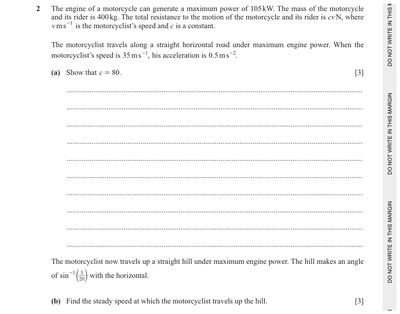 2 The engine of a motorcycle can generate a maximum power of 105 kW. The mass of the motorcycle
and its rider is 400 kg. The total resistance to the motion of the motorcycle and its rider is cv N, where
v m s⁻¹ is the motorcyclist's speed and c is a constant.
The motorcyclist travels along a straight horizontal road under maximum engine power. When the
motorcyclist's speed is 35 m s⁻¹, his acceleration is 0.5 m s⁻².
(a) Show that c = 80. [3]
The motorcyclist now travels up a straight hill under maximum engine power. The hill makes an angle
of sin⁻¹(3/20) with the horizontal.
(b) Find the steady speed at which the motorcyclist travels up the hill. [3]
DO NOT WRITE IN THIS M
DO NOT WRITE IN THIS MARGIN
DO NOT WRITE IN THIS MARGIN